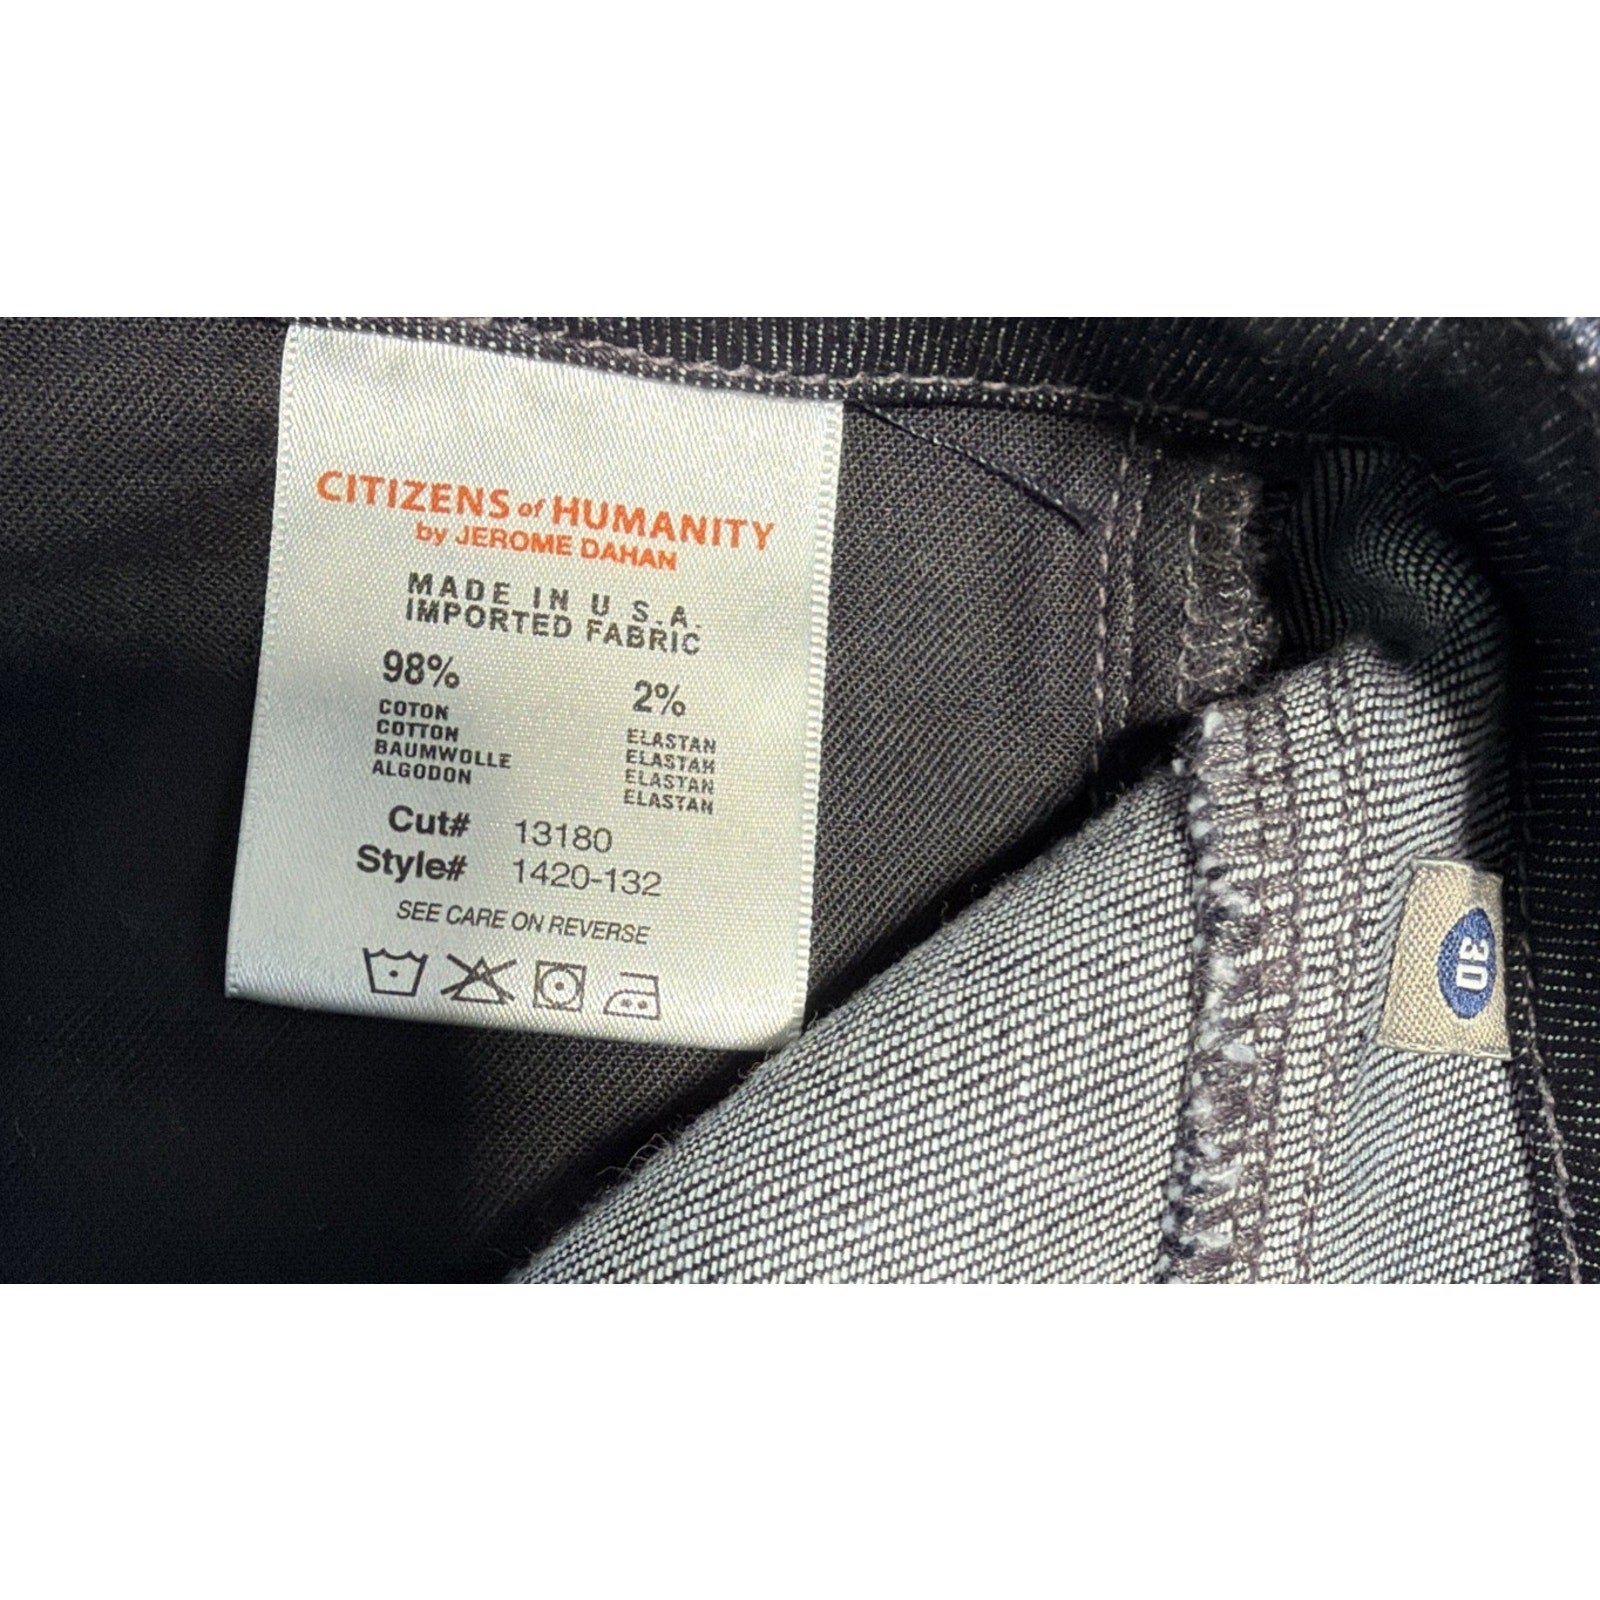 CITIZENS of HUMANITY
by JEROME DAHAN
MADE IN U.S.A.
IMPORTED FABRIC
98% 2%
COTON ELASTAN
COTTON ELASTAN
BAUMWOLLE ELASTAN
ALGODON ELASTAN
Cut# 13180
Style# 1420-132
SEE CARE ON REVERSE
30